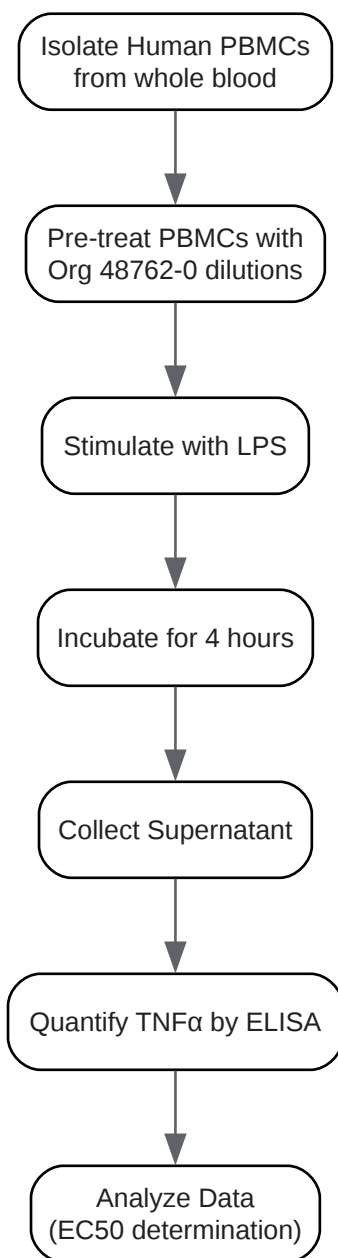 Isolate Human PBMCs
from whole blood
Pre-treat PBMCs with
Org 48762-0 dilutions
Stimulate with LPS
Incubate for 4 hours
Collect Supernatant
Quantify TNFα by ELISA
Analyze Data
(EC50 determination)